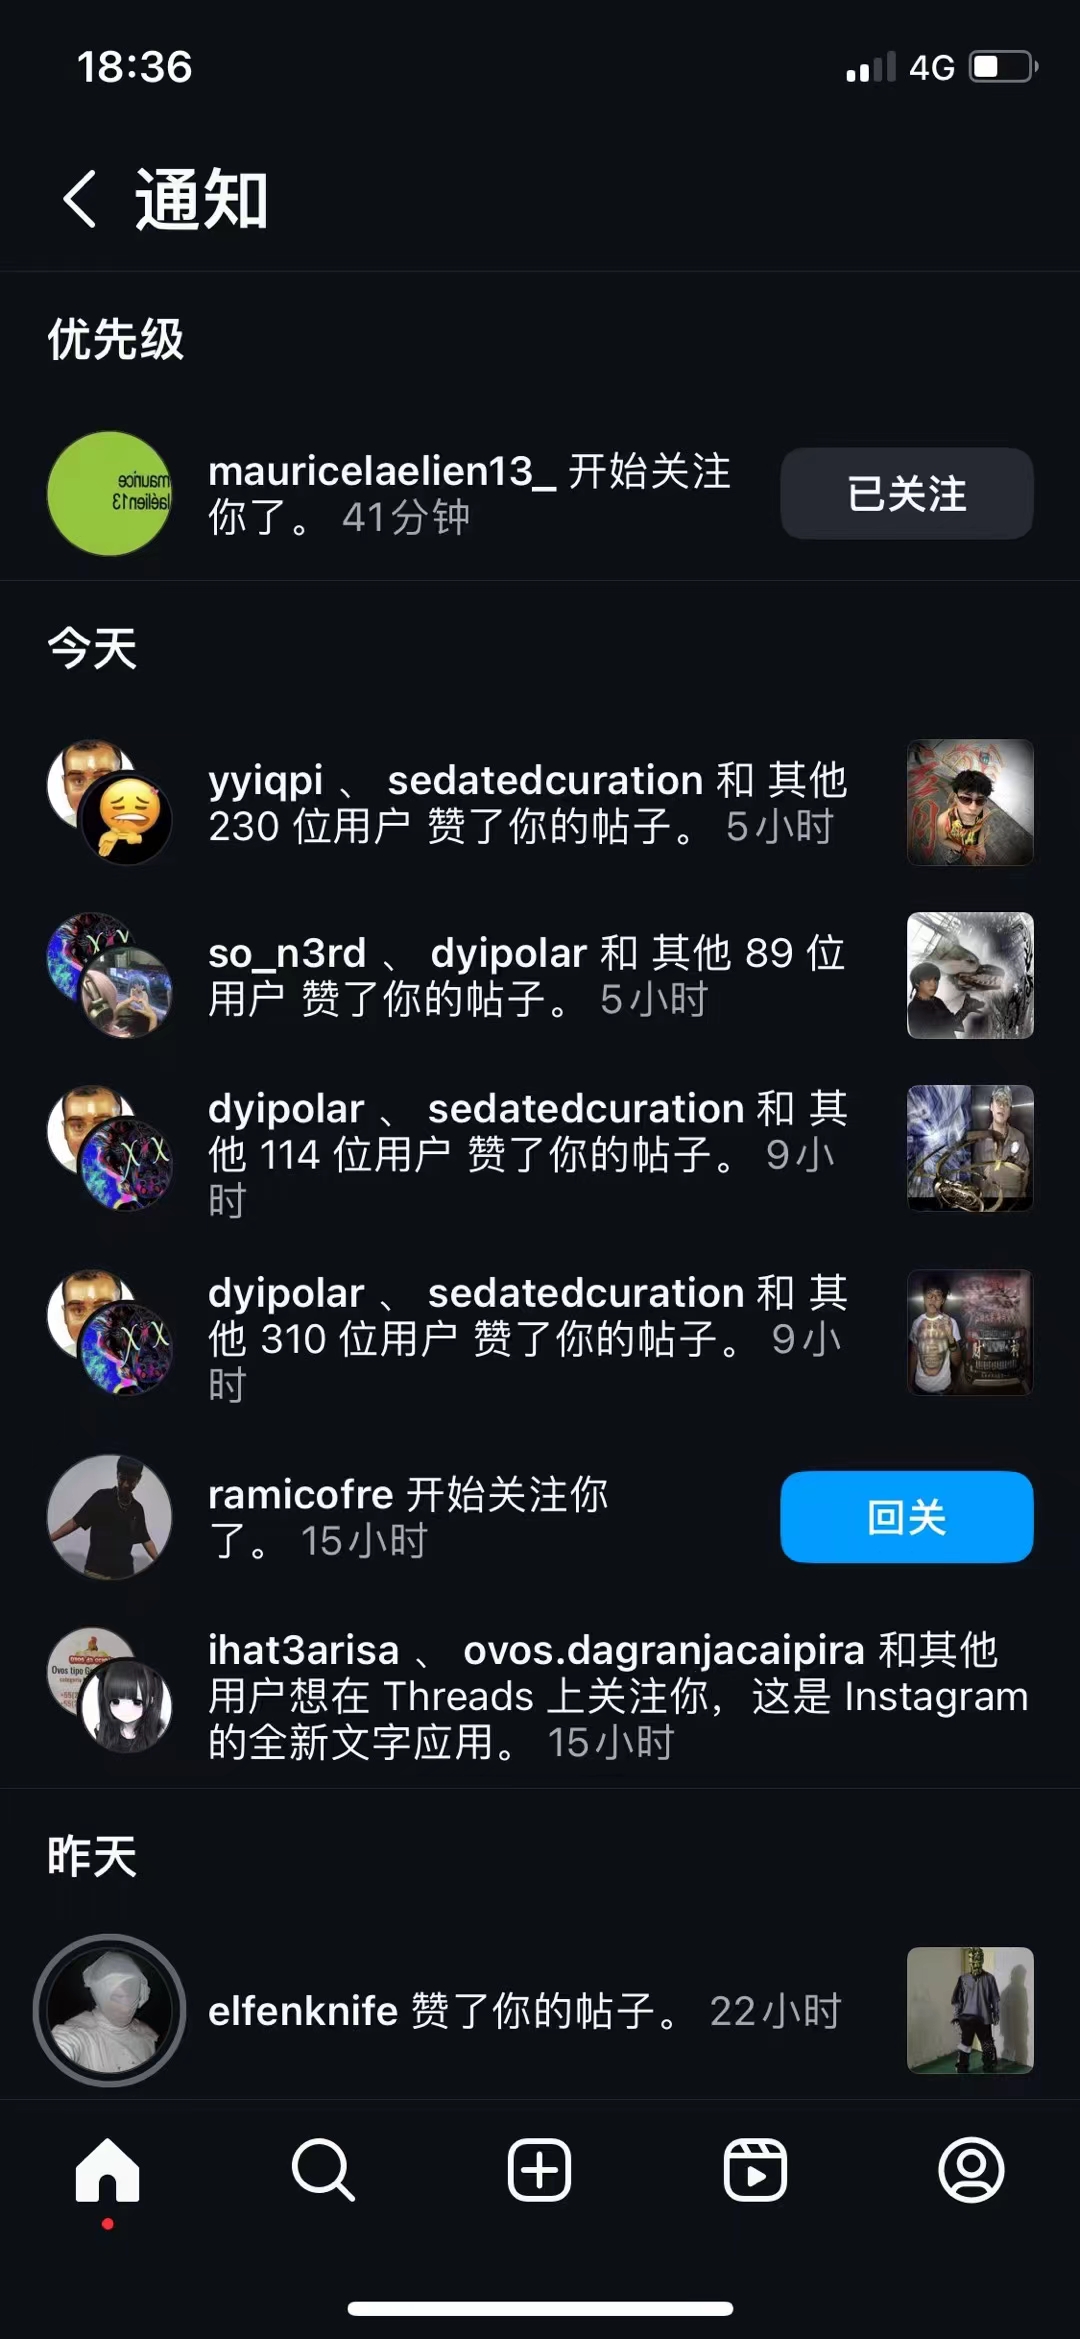 18:36
4G
通知
优先级
maurice
laélien13
mauricelaelien13_ 开始关注
你了。 41分钟
已关注
今天
yyiqpi 、 sedatedcuration 和 其他
230 位用户 赞了你的帖子。 5小时
so_n3rd 、 dyipolar 和 其他 89 位
用户 赞了你的帖子。 5小时
dyipolar 、 sedatedcuration 和 其
他 114 位用户 赞了你的帖子。 9小
时
dyipolar 、 sedatedcuration 和 其
他 310 位用户 赞了你的帖子。 9小
时
ramicofre 开始关注你
了。 15小时
回关
Ovos tipo
ihat3arisa 、 ovos.dagranjacaipira 和其他
用户想在 Threads 上关注你，这是 Instagram
的全新文字应用。 15小时
昨天
elfenknife 赞了你的帖子。 22小时